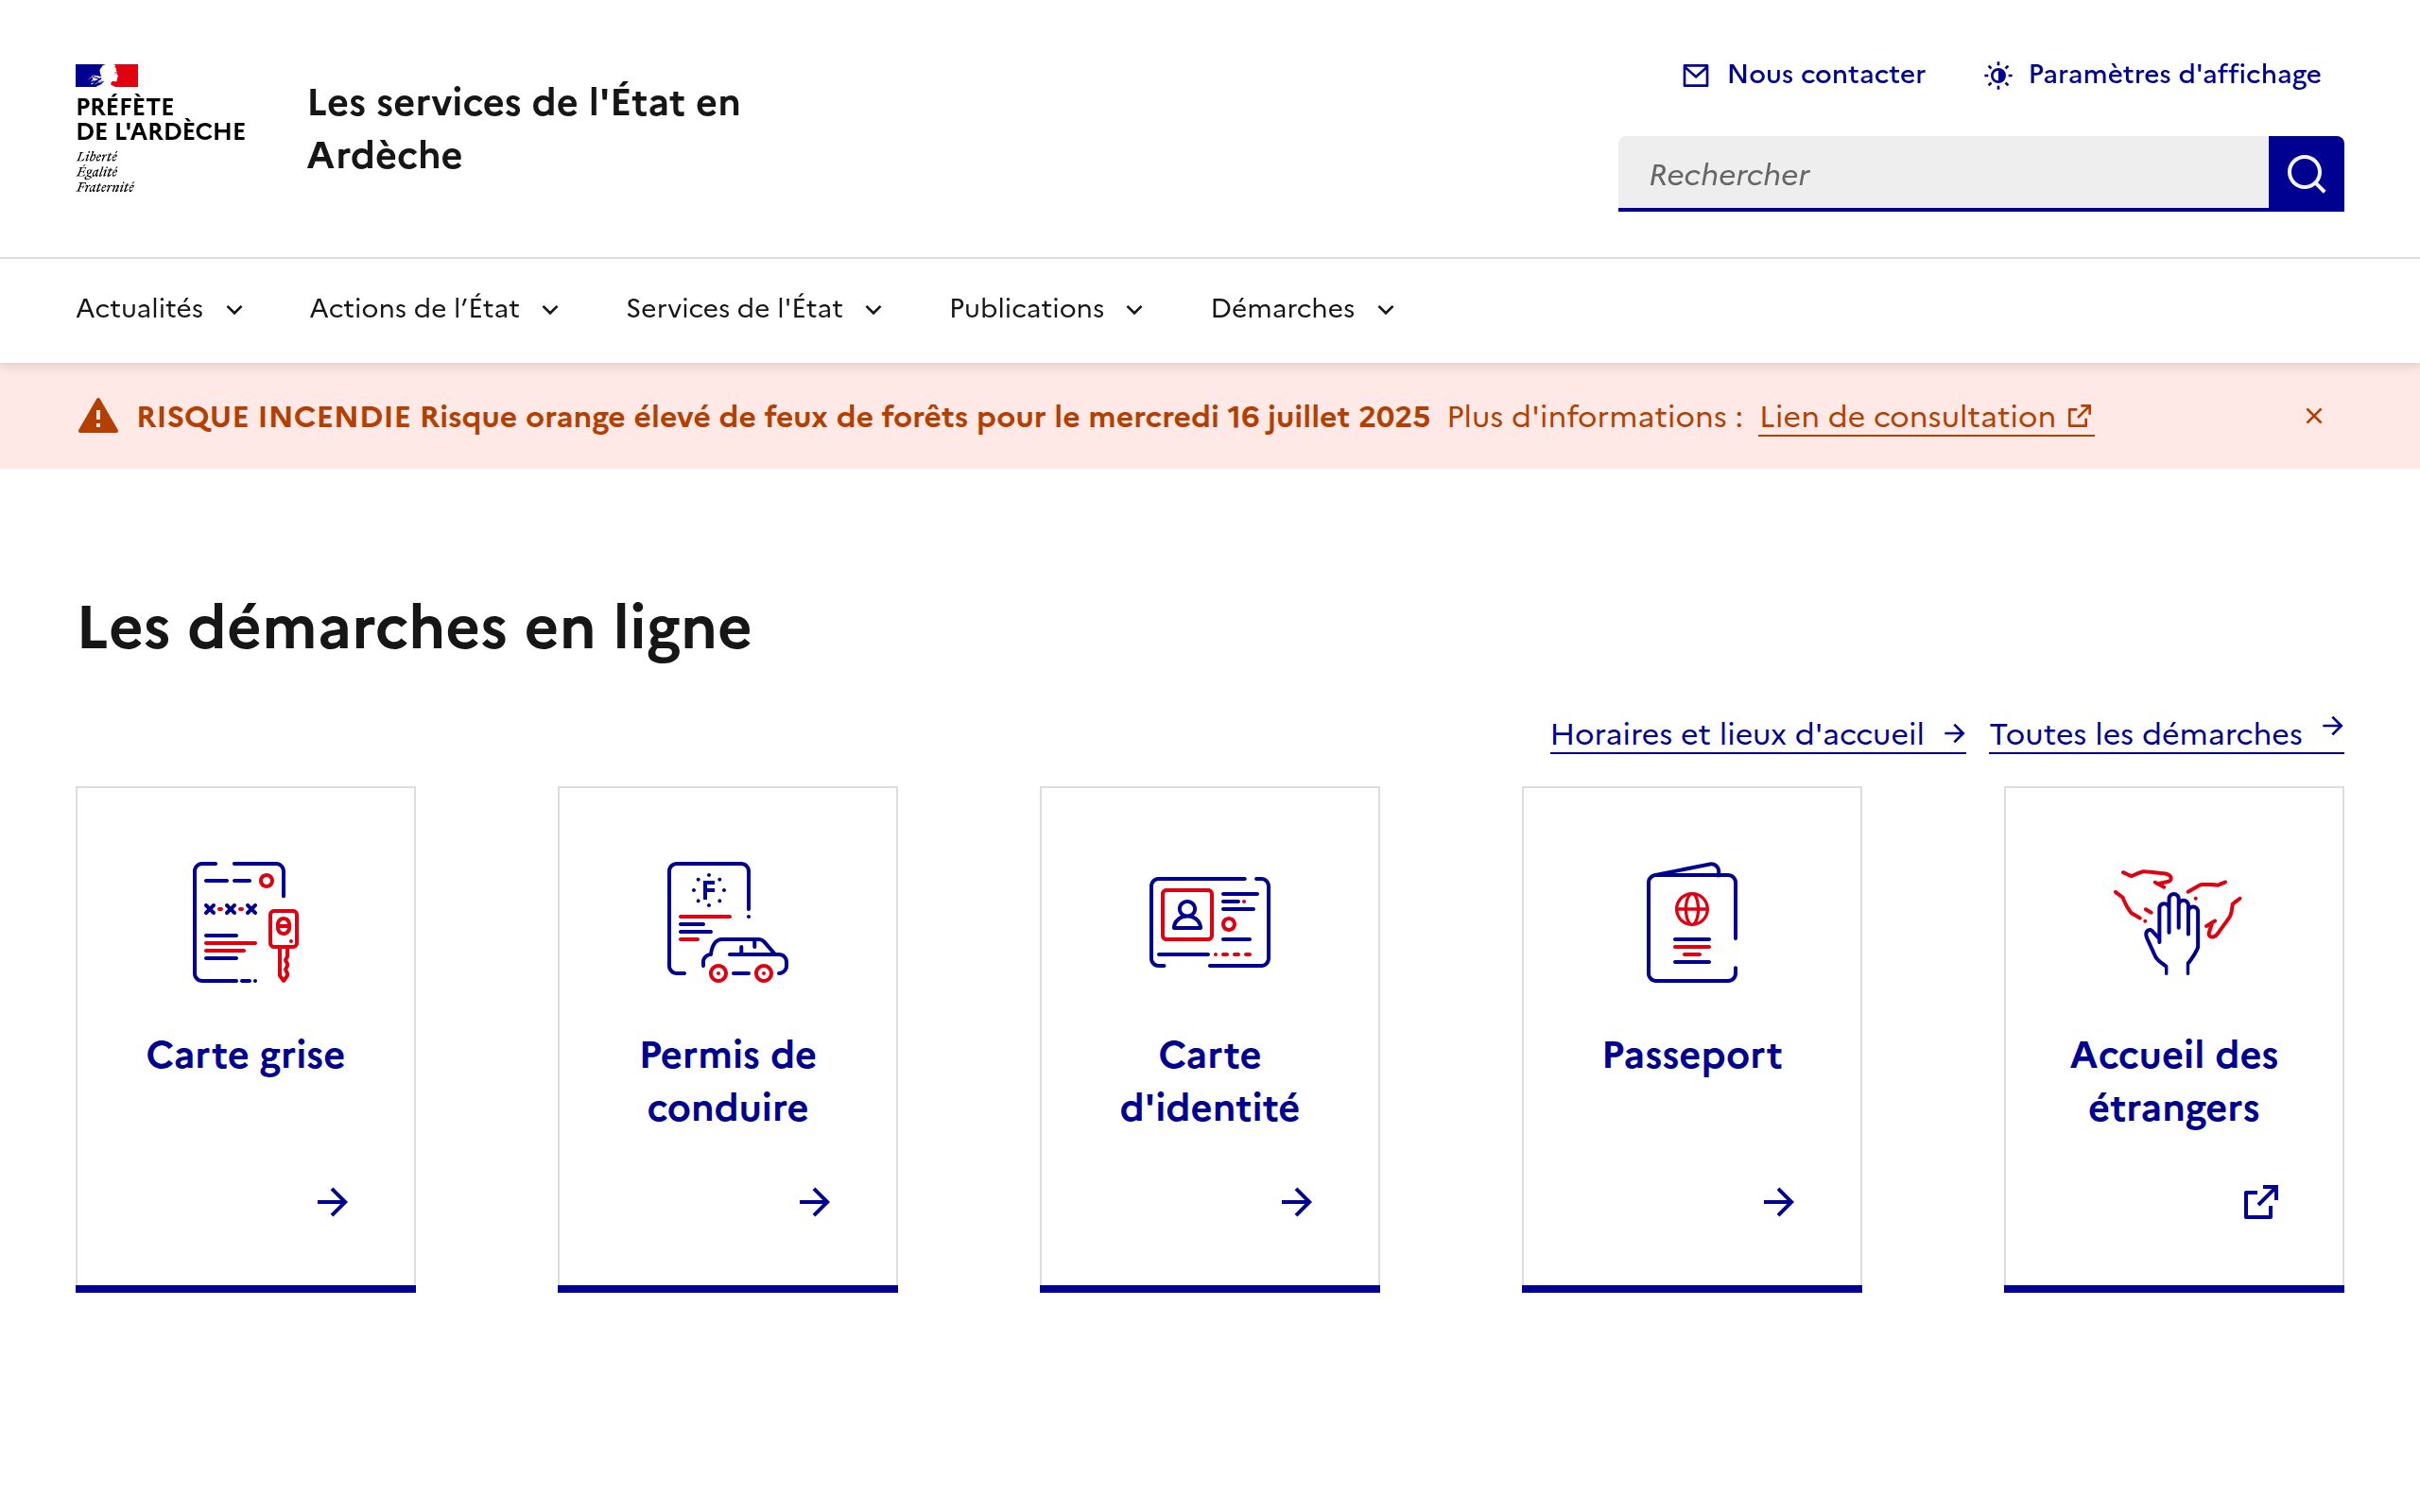 PRÉFÈTE
DE L'ARDÈCHE
Liberté
Égalité
Fraternité
Les services de l'État en
Ardèche
Nous contacter
Paramètres d'affichage
Rechercher
Actualités
Actions de l’État
Services de l'État
Publications
Démarches
RISQUE INCENDIE Risque orange élevé de feux de forêts pour le mercredi 16 juillet 2025 Plus d'informations : Lien de consultation
Les démarches en ligne
Horaires et lieux d'accueil
Toutes les démarches
F
Carte grise
Permis de
conduire
Carte
d'identité
Passeport
Accueil des
étrangers